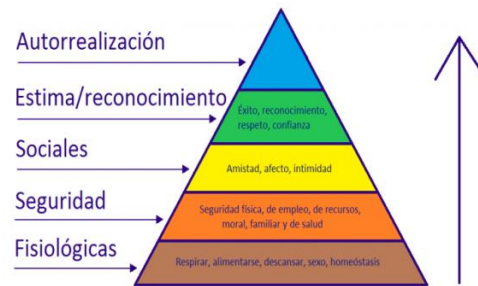 Autorrealización
Estima/reconocimiento
Éxito, reconocimiento,
respeto, confianza
Sociales
Amistad, afecto, intimidad
Seguridad
Seguridad física, de empleo, de recursos,
moral, familiar y de salud
Fisiológicas
Respirar, alimentarse, descansar, sexo, homeóstasis